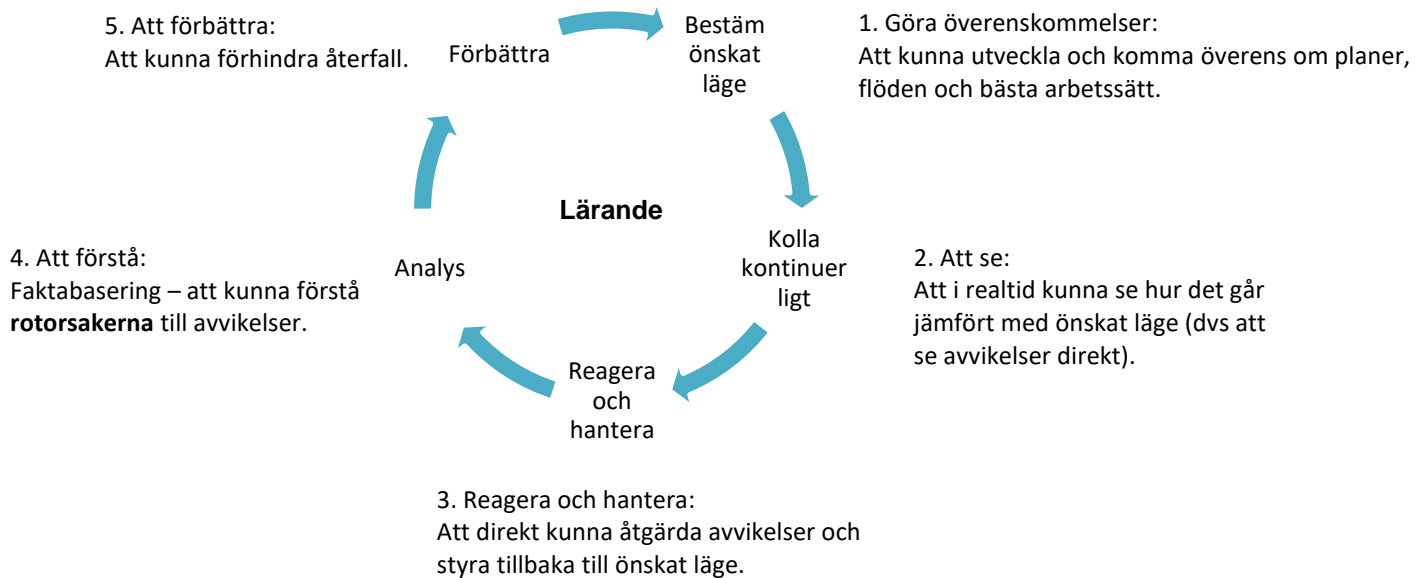 5. Att förbättra:
Att kunna förhindra återfall.
Förbättra
Bestäm
önskat
läge
1. Göra överenskommelser:
Att kunna utveckla och komma överens om planer,
flöden och bästa arbetssätt.
Lärande
Kolla
kontinuer
ligt
2. Att se:
Att i realtid kunna se hur det går
jämfört med önskat läge (dvs att
se avvikelser direkt).
Reagera
och
hantera
3. Reagera och hantera:
Att direkt kunna åtgärda avvikelser och
styra tillbaka till önskat läge.
Analys
4. Att förstå:
Faktabasering – att kunna förstå
rotorsakerna till avvikelser.